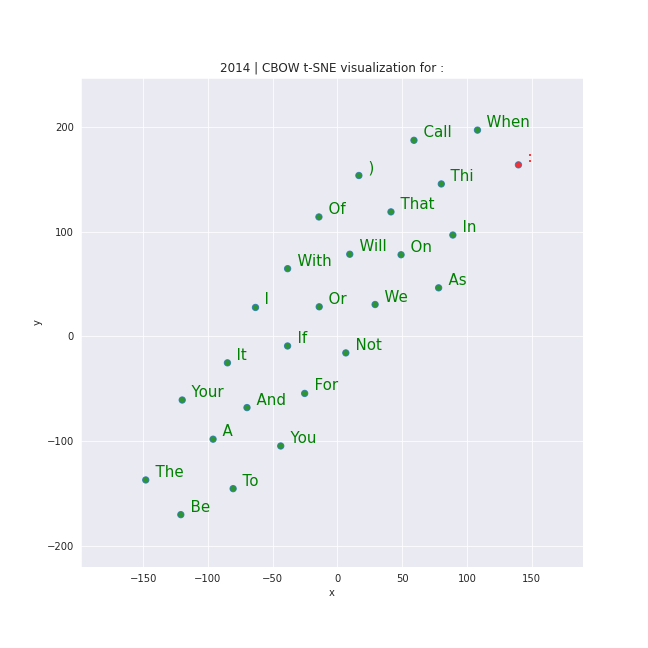 2014 | CBOW t-SNE visualization for :
When
Call
:
)
Thi
Of
That
In
Will
On
With
As
I
Or
We
If
Not
It
For
Your
And
A
You
The
To
Be
200
100
0
−100
−200
y
−150
−100
−50
0
50
100
150
x